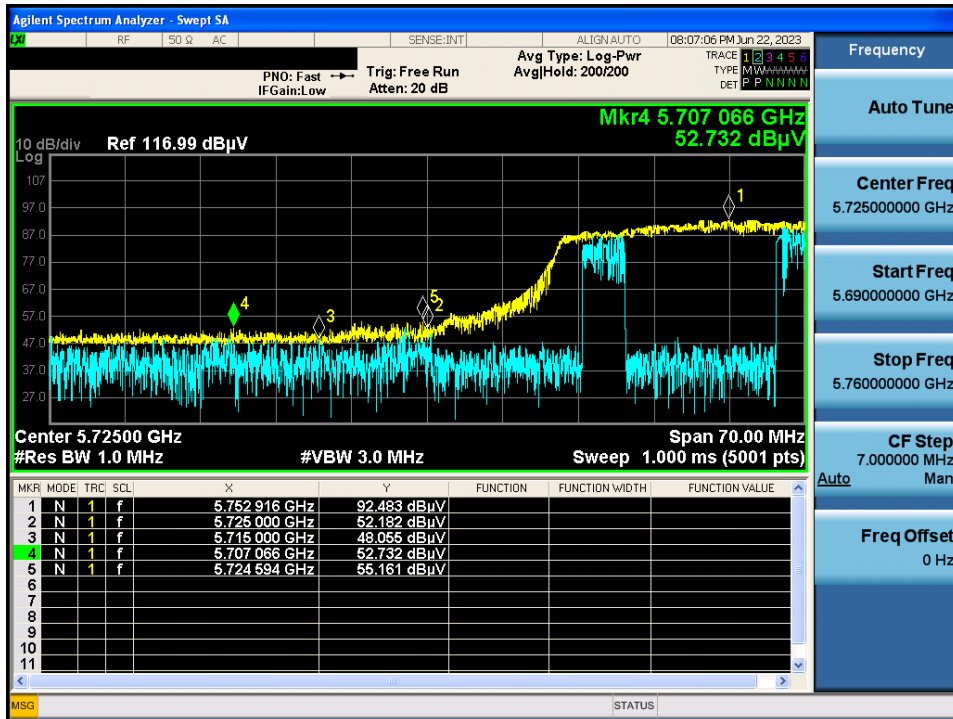 Agilent Spectrum Analyzer - Swept SA
LXI RF 50 Ω AC SENSE:INT ALIGN AUTO 08:07:06 PM Jun 22, 2023
Frequency
PNO: Fast
IFGain:Low
Trig: Free Run
Atten: 20 dB
Avg Type: Log-Pwr
Avg|Hold: 200/200
TRACE 1 2 3 4 5 6
TYPE M W W W W W
DET P P N N N N
Auto Tune
Mkr4 5.707 066 GHz
52.732 dBµV
10 dB/div Ref 116.99 dBµV
Log
107
97.0
87.0
77.0
67.0
57.0
47.0
37.0
27.0
1
4
3
5
2
Center 5.72500 GHz Span 70.00 MHz
#Res BW 1.0 MHz #VBW 3.0 MHz Sweep 1.000 ms (5001 pts)
MKR MODE TRC SCL X Y FUNCTION FUNCTION WIDTH FUNCTION VALUE
1 N 1 f 5.752 916 GHz 92.483 dBµV
2 N 1 f 5.725 000 GHz 52.182 dBµV
3 N 1 f 5.715 000 GHz 48.055 dBµV
4 N 1 f 5.707 066 GHz 52.732 dBµV
5 N 1 f 5.724 594 GHz 55.161 dBµV
6
7
8
9
10
11
Center Freq
5.725000000 GHz
Start Freq
5.690000000 GHz
Stop Freq
5.760000000 GHz
CF Step
7.000000 MHz
Auto Man
Freq Offset
0 Hz
MSG STATUS